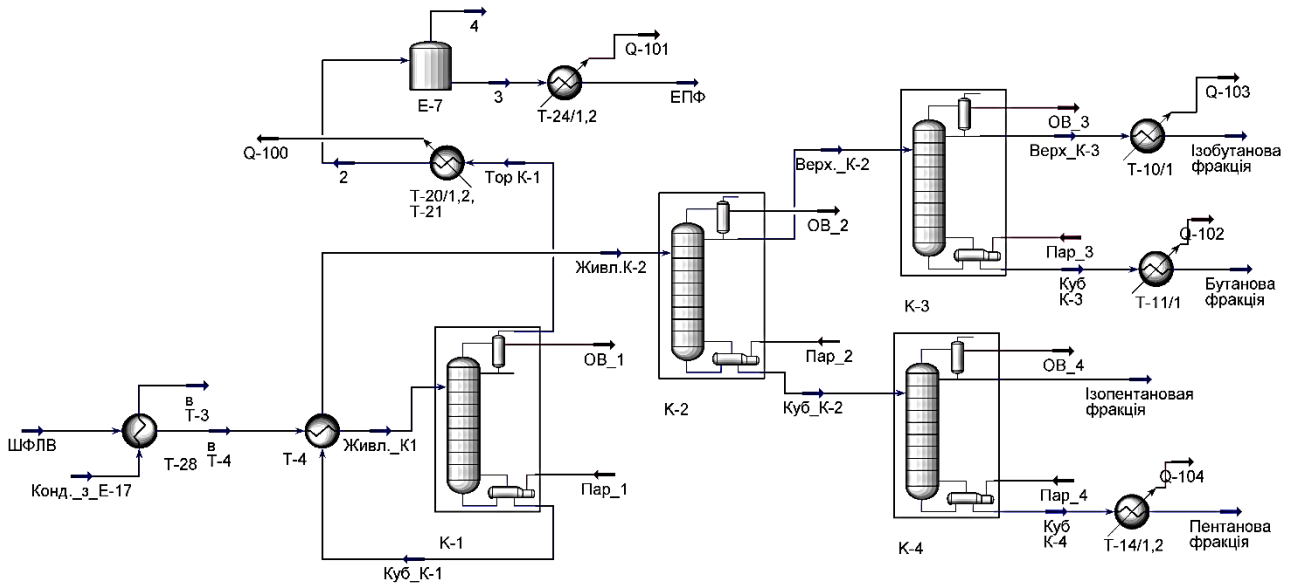 4
Q-101
E-7
3
Т-24/1,2
ЕПФ
Q-100
2
Т-20/1,2,
Т-21
Тор К-1
Верх._К-2
ОВ_3
Верх_К-3
Q-103
Т-10/1
Ізобутанова
фракція
ОВ_2
Пар_3
Q-102
Куб
К-3
Т-11/1
Бутанова
фракція
К-3
Живл.К-2
Пар_2
К-2
Куб_К-2
ОВ_1
ОВ_4
Ізопентановая
фракція
ШФЛВ
в
Т-3
Т-28
в
Т-4
Т-4
Живл._К1
Конд._з_Е-17
Пар_1
К-1
Куб_К-1
Пар_4
Q-104
Куб
К-4
Т-14/1,2
Пентанова
фракція
К-4